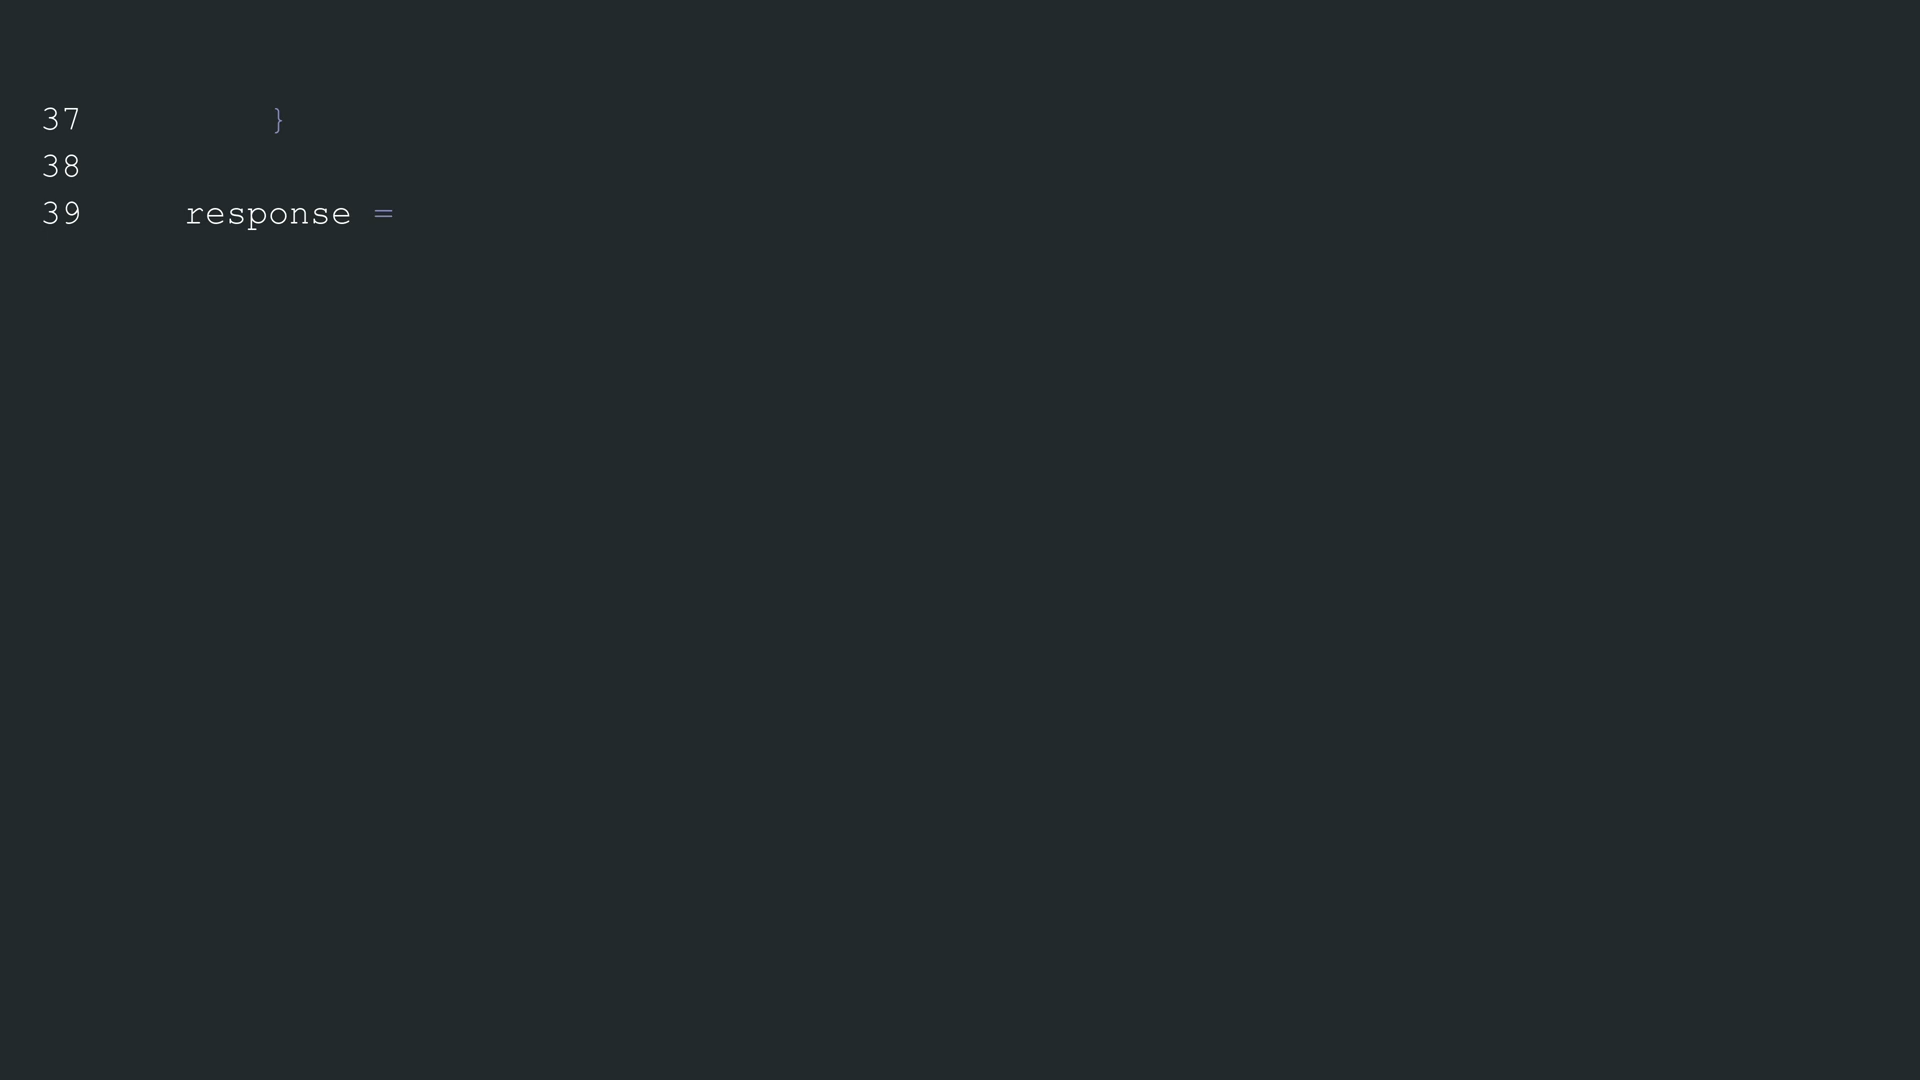 37         }
38
39     response =